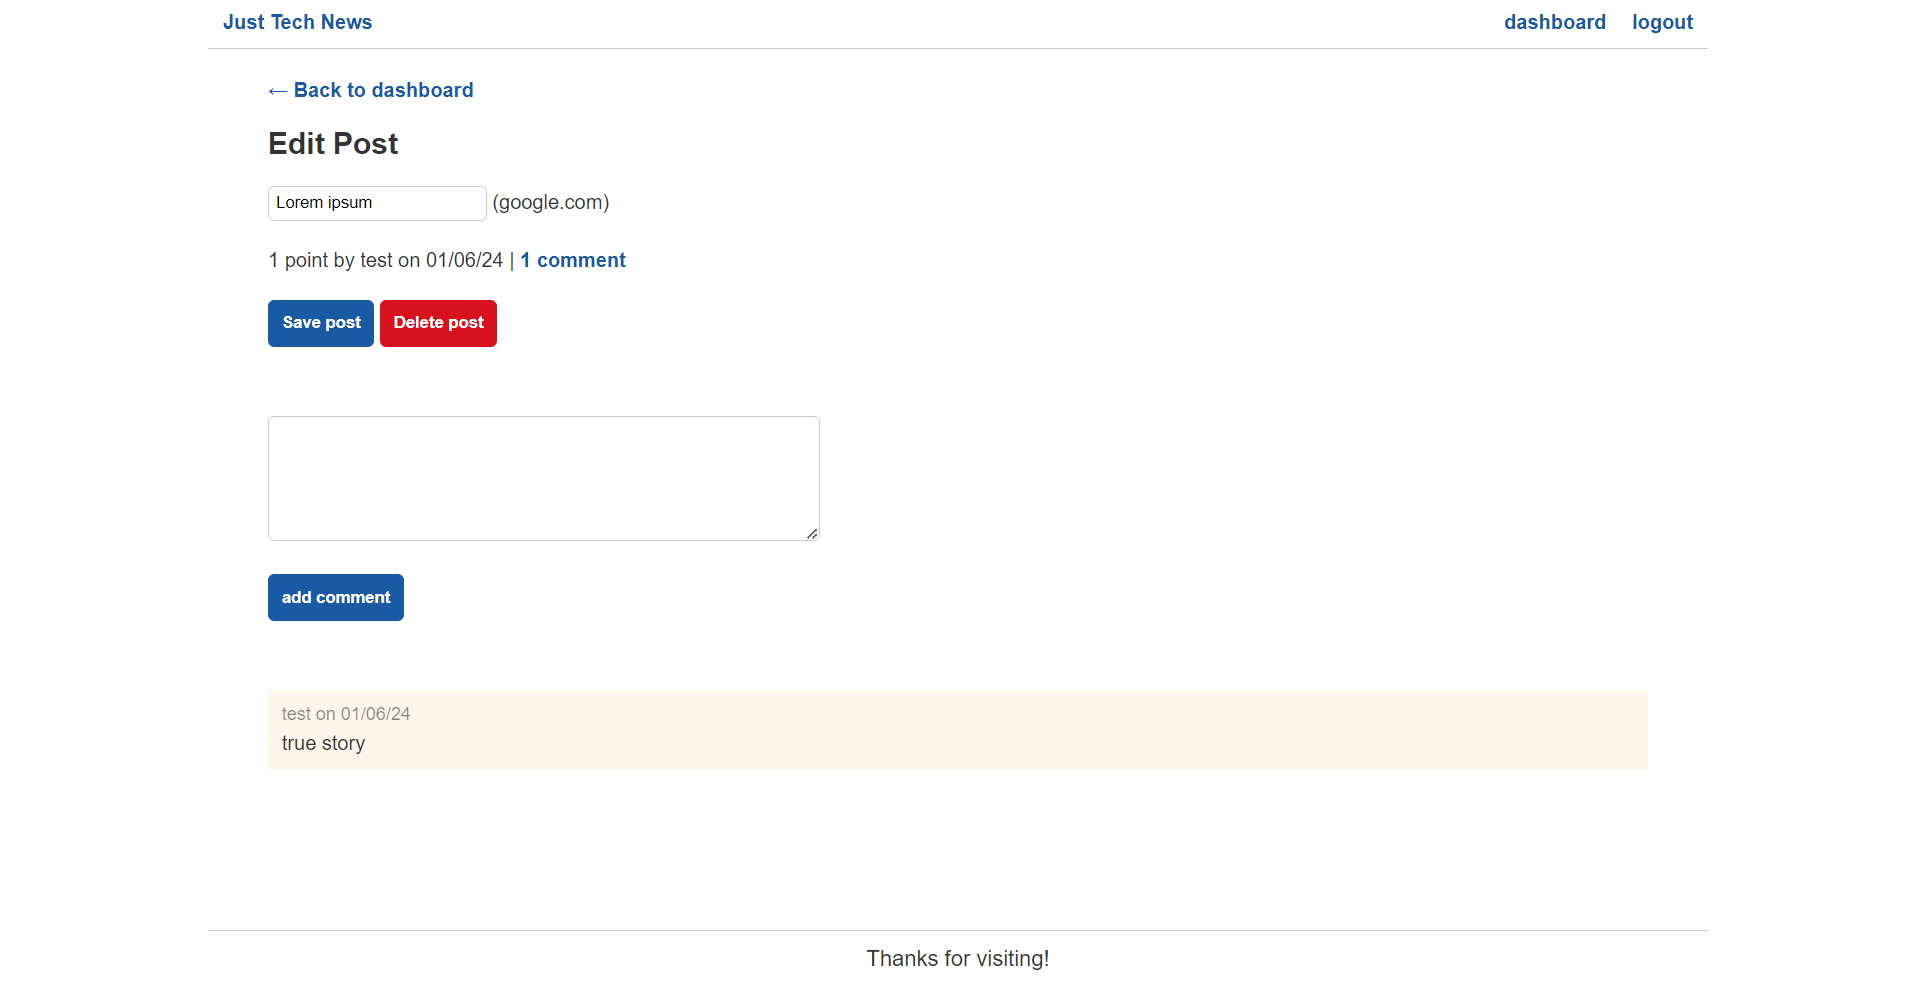 Just Tech News dashboard logout
← Back to dashboard
Edit Post
Lorem ipsum (google.com)
1 point by test on 01/06/24 | 1 comment
Save post Delete post
add comment
test on 01/06/24
true story
Thanks for visiting!